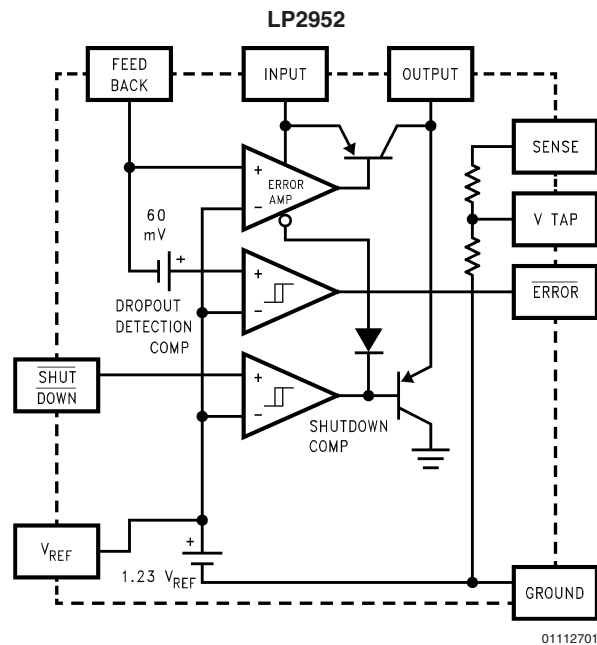 LP2952
FEED
BACK
INPUT
OUTPUT
SENSE
+
ERROR
AMP
−
60
mV
V TAP
+
+
−
ERROR
DROPOUT
DETECTION
COMP
SHUT
DOWN
+
−
SHUTDOWN
COMP
VREF
+
1.23 VREF
GROUND
01112701